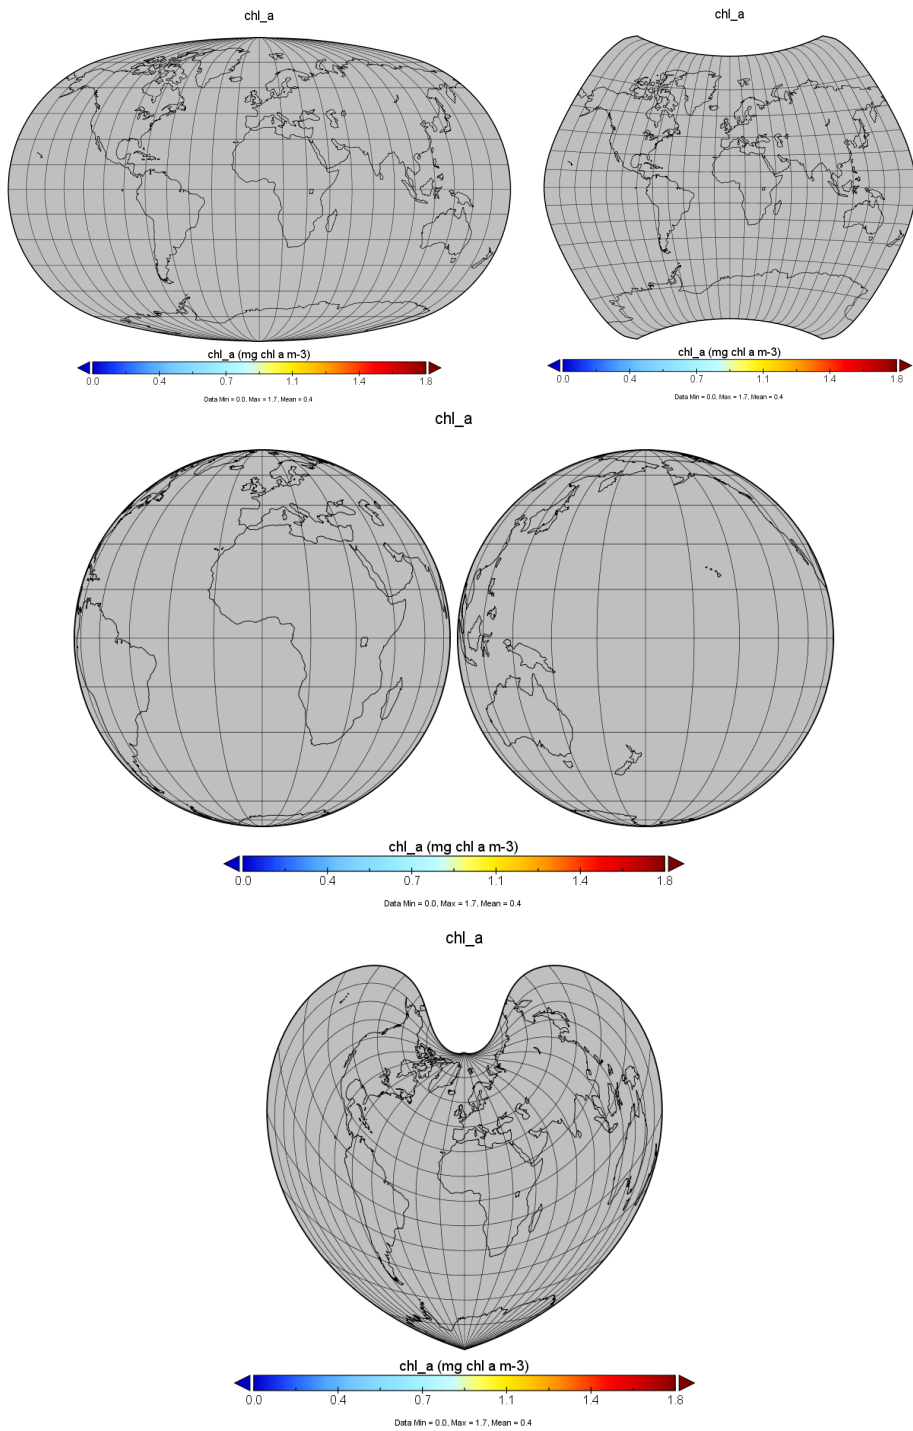 chl_a
chl_a
chl_a (mg chl a m-3)
0.0 0.4 0.7 1.1 1.4 1.8
Data Min = 0.0, Max = 1.7, Mean = 0.4
chl_a (mg chl a m-3)
0.0 0.4 0.7 1.1 1.4 1.8
Data Min = 0.0, Max = 1.7, Mean = 0.4
chl_a
chl_a (mg chl a m-3)
0.0 0.4 0.7 1.1 1.4 1.8
Data Min = 0.0, Max = 1.7, Mean = 0.4
chl_a
chl_a (mg chl a m-3)
0.0 0.4 0.7 1.1 1.4 1.8
Data Min = 0.0, Max = 1.7, Mean = 0.4